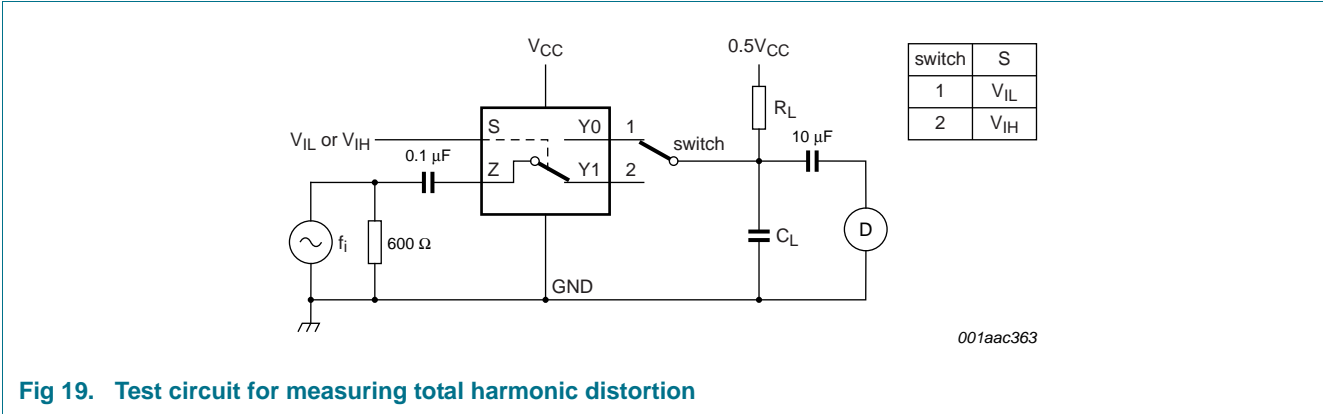 VCC
0.5VCC
switch S
1 VIL
2 VIH
RL
VIL or VIH
S
Y0
1
switch
10 μF
0.1 μF
Z
Y1
2
fi
600 Ω
CL
D
GND
001aac363
Fig 19. Test circuit for measuring total harmonic distortion